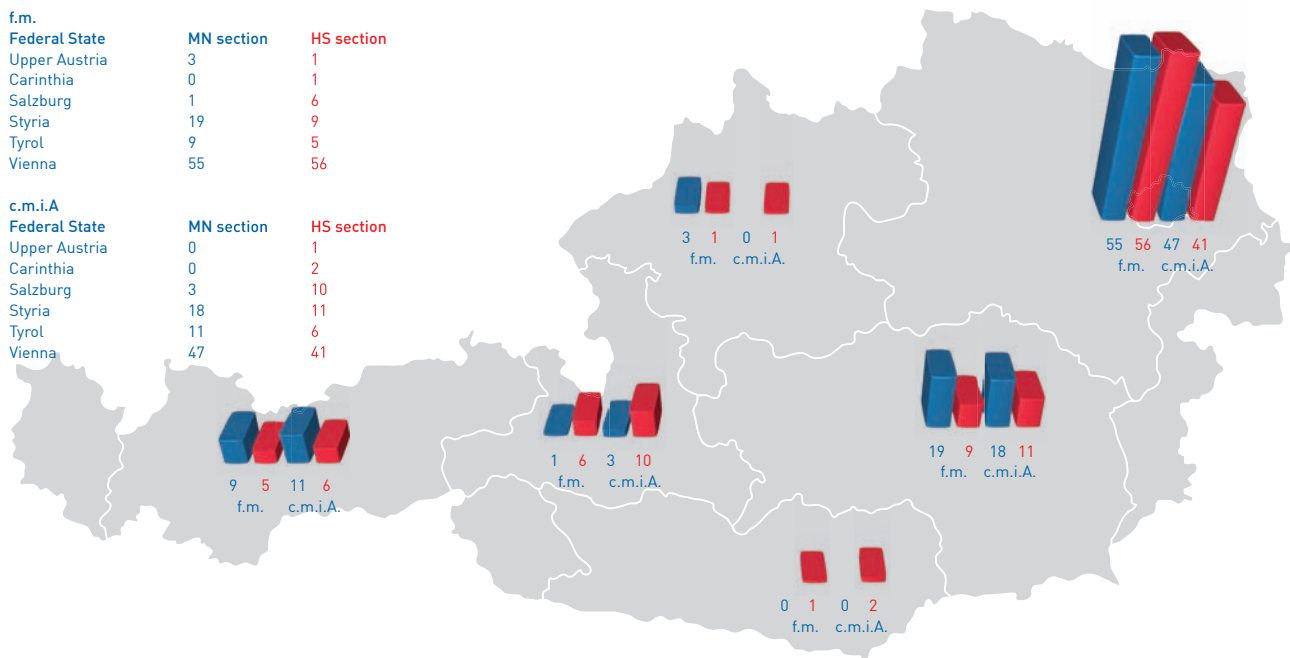 f.m.
Federal State MN section HS section
Upper Austria 3 1
Carinthia 0 1
Salzburg 1 6
Styria 19 9
Tyrol 9 5
Vienna 55 56
c.m.i.A
Federal State MN section HS section
Upper Austria 0 1
Carinthia 0 2
Salzburg 3 10
Styria 18 11
Tyrol 11 6
Vienna 47 41
55 56 47 41
f.m. c.m.i.A.
3 1 0 1
f.m. c.m.i.A.
19 9 18 11
f.m. c.m.i.A.
1 6 3 10
f.m. c.m.i.A.
9 5 11 6
f.m. c.m.i.A.
0 1 0 2
f.m. c.m.i.A.